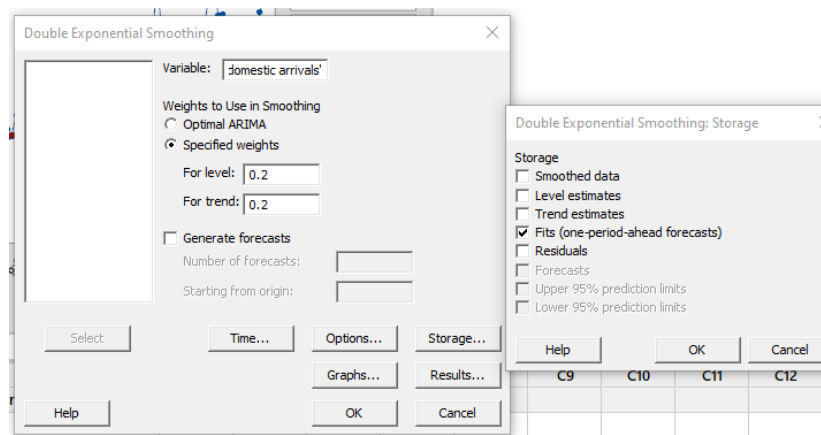 Double Exponential Smoothing
Variable: domestic arrivals'
Weights to Use in Smoothing
Optimal ARIMA
Specified weights
For level: 0.2
For trend: 0.2
Generate forecasts
Number of forecasts:
Starting from origin:
Select
Time...
Options...
Storage...
Graphs...
Results...
Help
OK
Cancel
Double Exponential Smoothing: Storage
Storage
Smoothed data
Level estimates
Trend estimates
Fits (one-period-ahead forecasts)
Residuals
Forecasts
Upper 95% prediction limits
Lower 95% prediction limits
Help
OK
Cancel
C9 C10 C11 C12